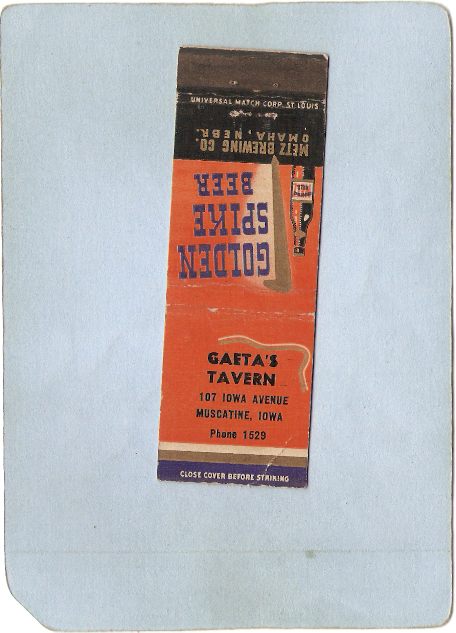 UNIVERSAL MATCH CORP. ST. LOUIS
METZ BREWING CO.
OMAHA, NEBR.
GOLDEN
SPIKE
BEER
GAETA'S
TAVERN
107 IOWA AVENUE
MUSCATINE, IOWA
Phone 1529
CLOSE COVER BEFORE STRIKING